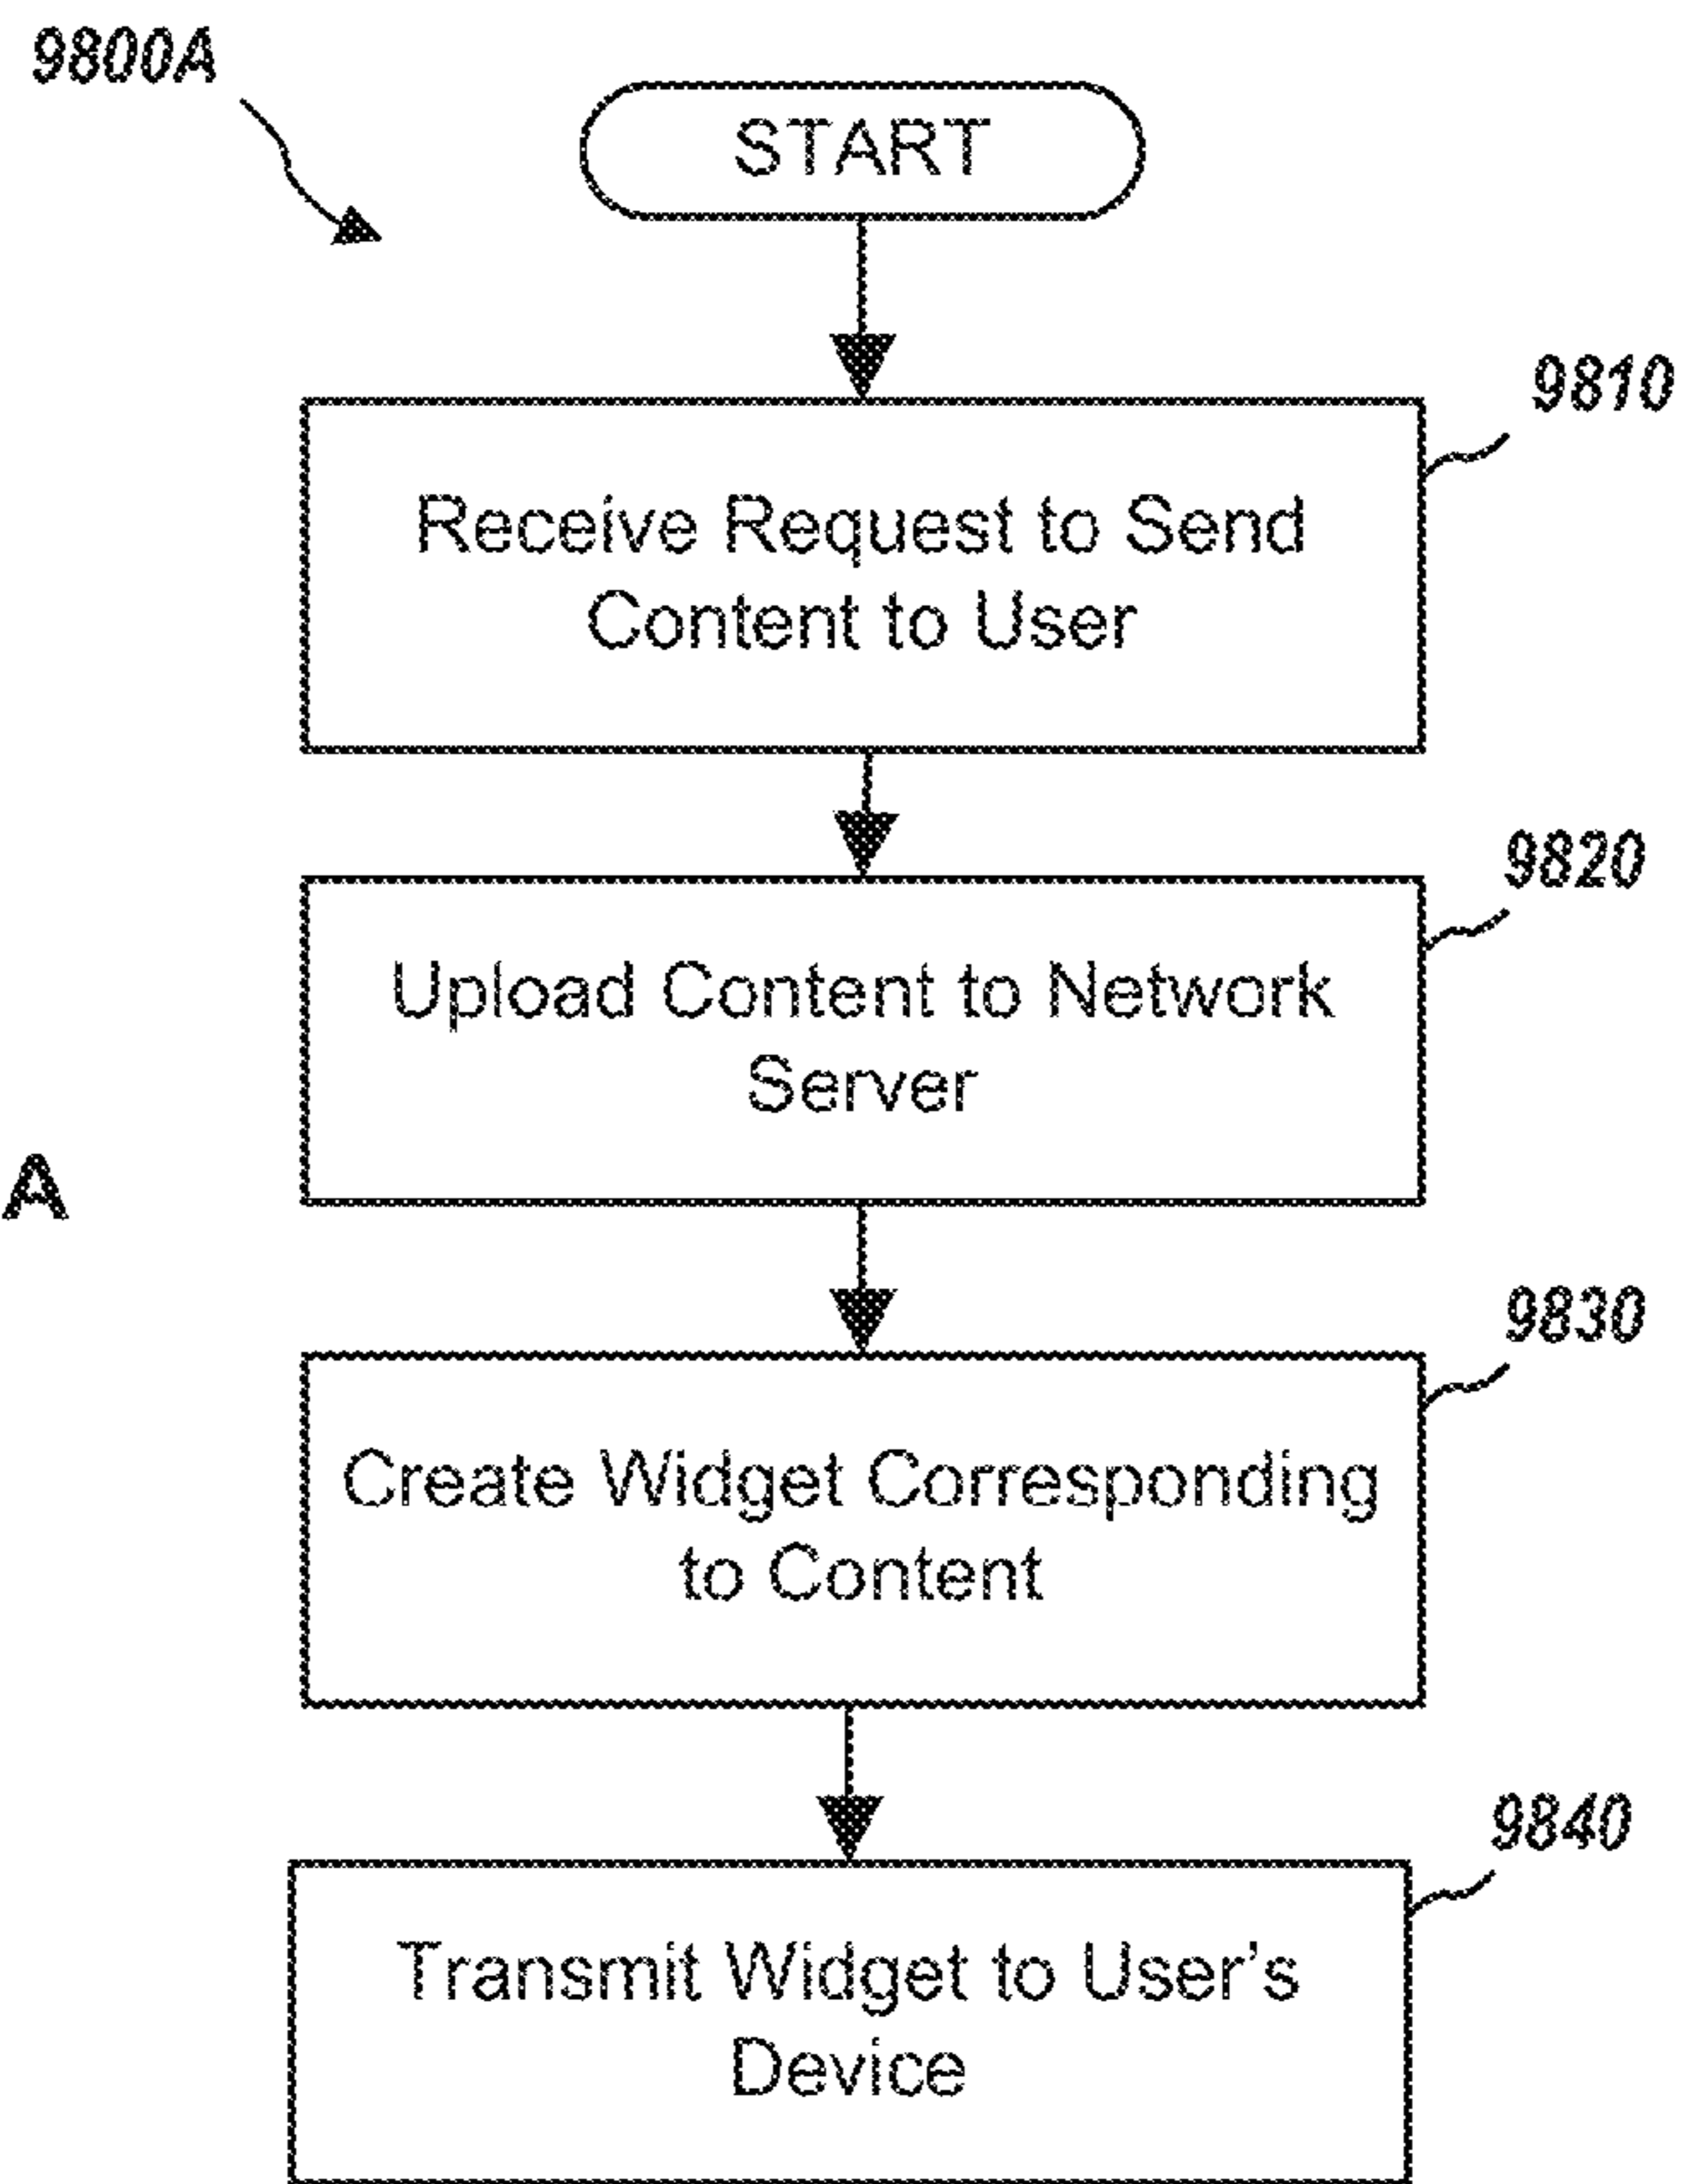 9800A
START
9810
Receive Request to Send
Content to User
9820
Upload Content to Network
Server
A
9830
Create Widget Corresponding
to Content
9840
Transmit Widget to User's
Device